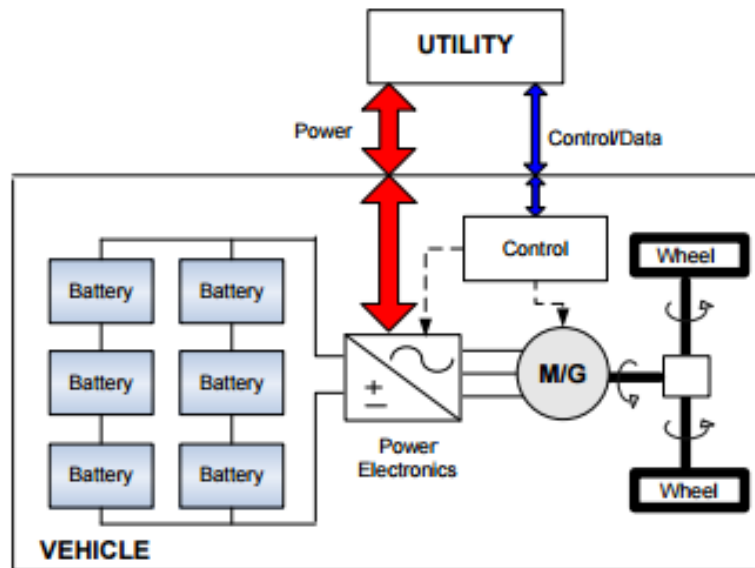 UTILITY
Power
Control/Data
Control
Wheel
Battery
Battery
Battery
Battery
M/G
+
–
Power
Electronics
Battery
Battery
Wheel
VEHICLE